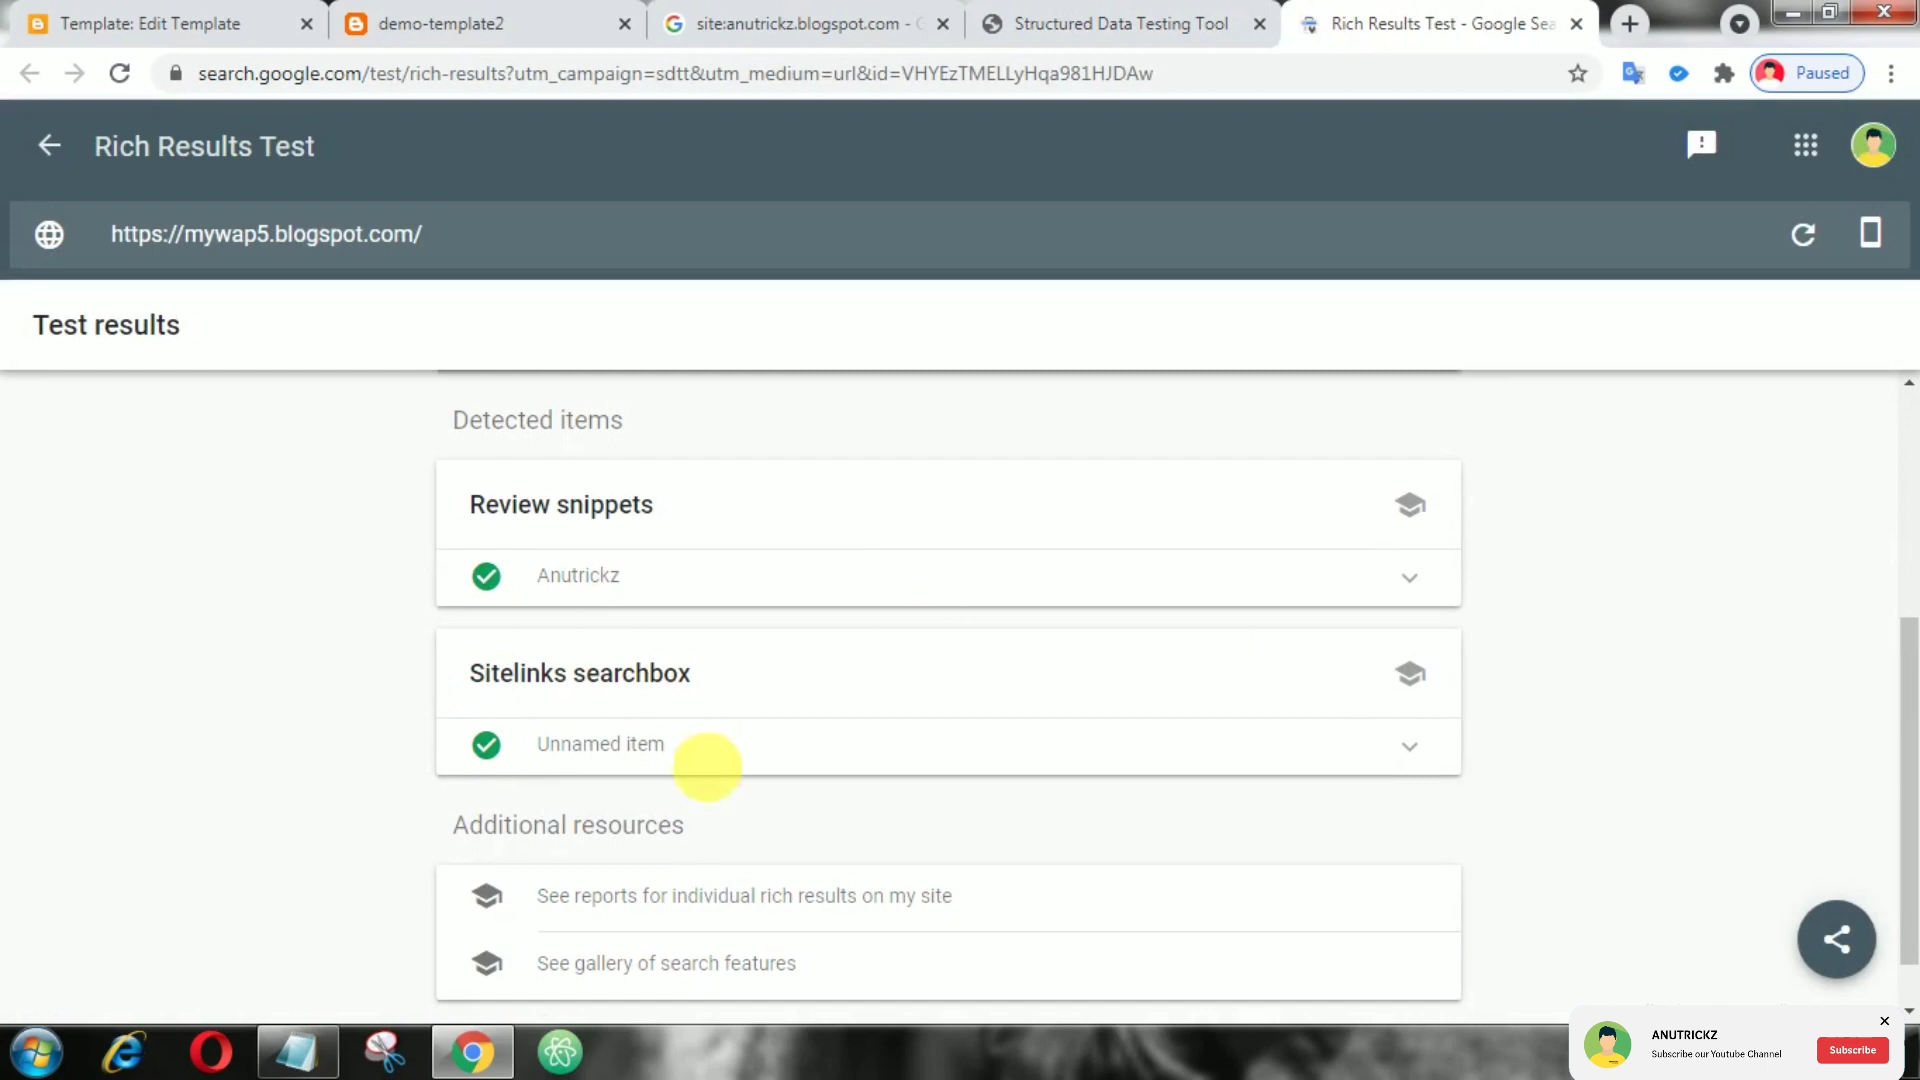 Template: Edit Template
demo-template2
site:anutrickz.blogspot.com -
Structured Data Testing Tool
Rich Results Test - Google Sea
search.google.com/test/rich-results?utm_campaign=sdtt&utm_medium=url&id=VHYEzTMELLyHqa981HJDAw
Paused
Rich Results Test
https://mywap5.blogspot.com/
Test results
Detected items
Review snippets
Anutrickz
Sitelinks searchbox
Unnamed item
Additional resources
See reports for individual rich results on my site
See gallery of search features
ANUTRICKZ
Subscribe our Youtube Channel
Subscribe